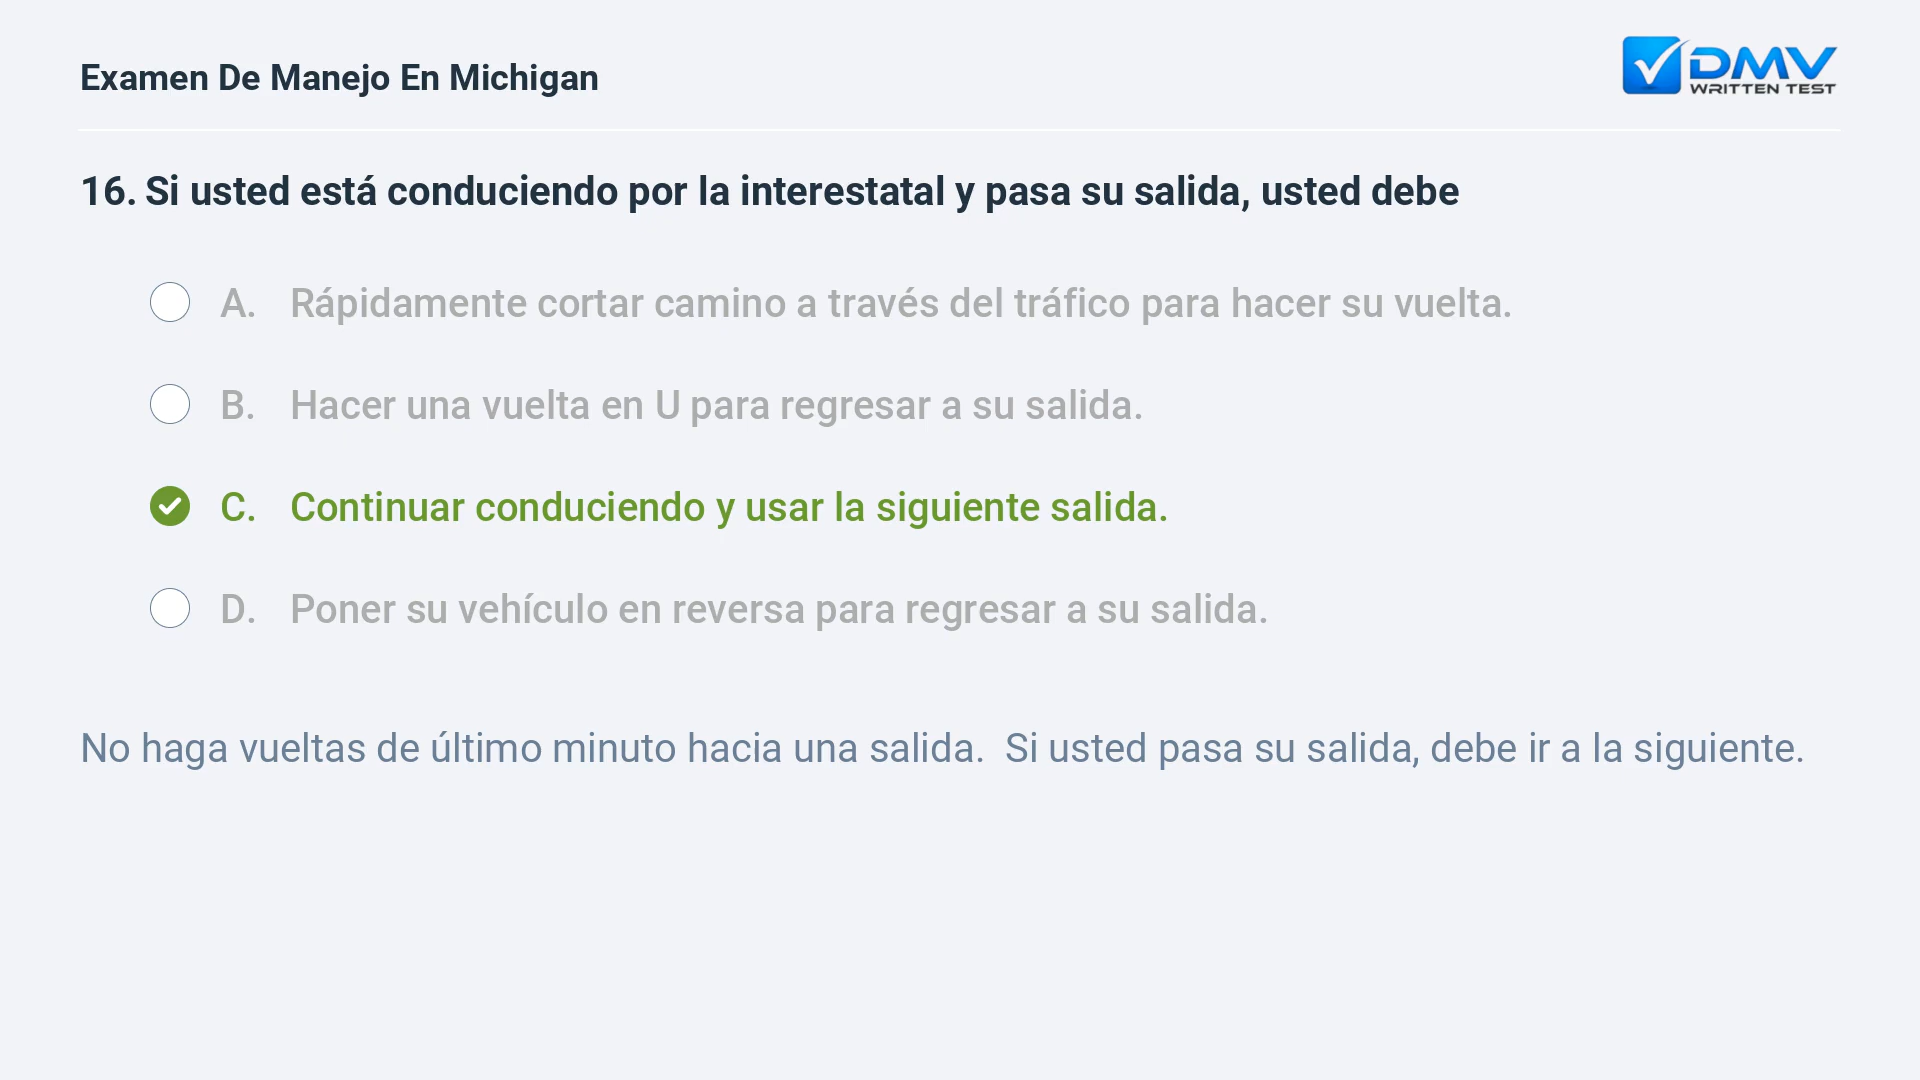 Examen De Manejo En Michigan
DMV
WRITTEN TEST
16. Si usted está conduciendo por la interestatal y pasa su salida, usted debe
A. Rápidamente cortar camino a través del tráfico para hacer su vuelta.
B. Hacer una vuelta en U para regresar a su salida.
C. Continuar conduciendo y usar la siguiente salida.
D. Poner su vehículo en reversa para regresar a su salida.
No haga vueltas de último minuto hacia una salida.  Si usted pasa su salida, debe ir a la siguiente.